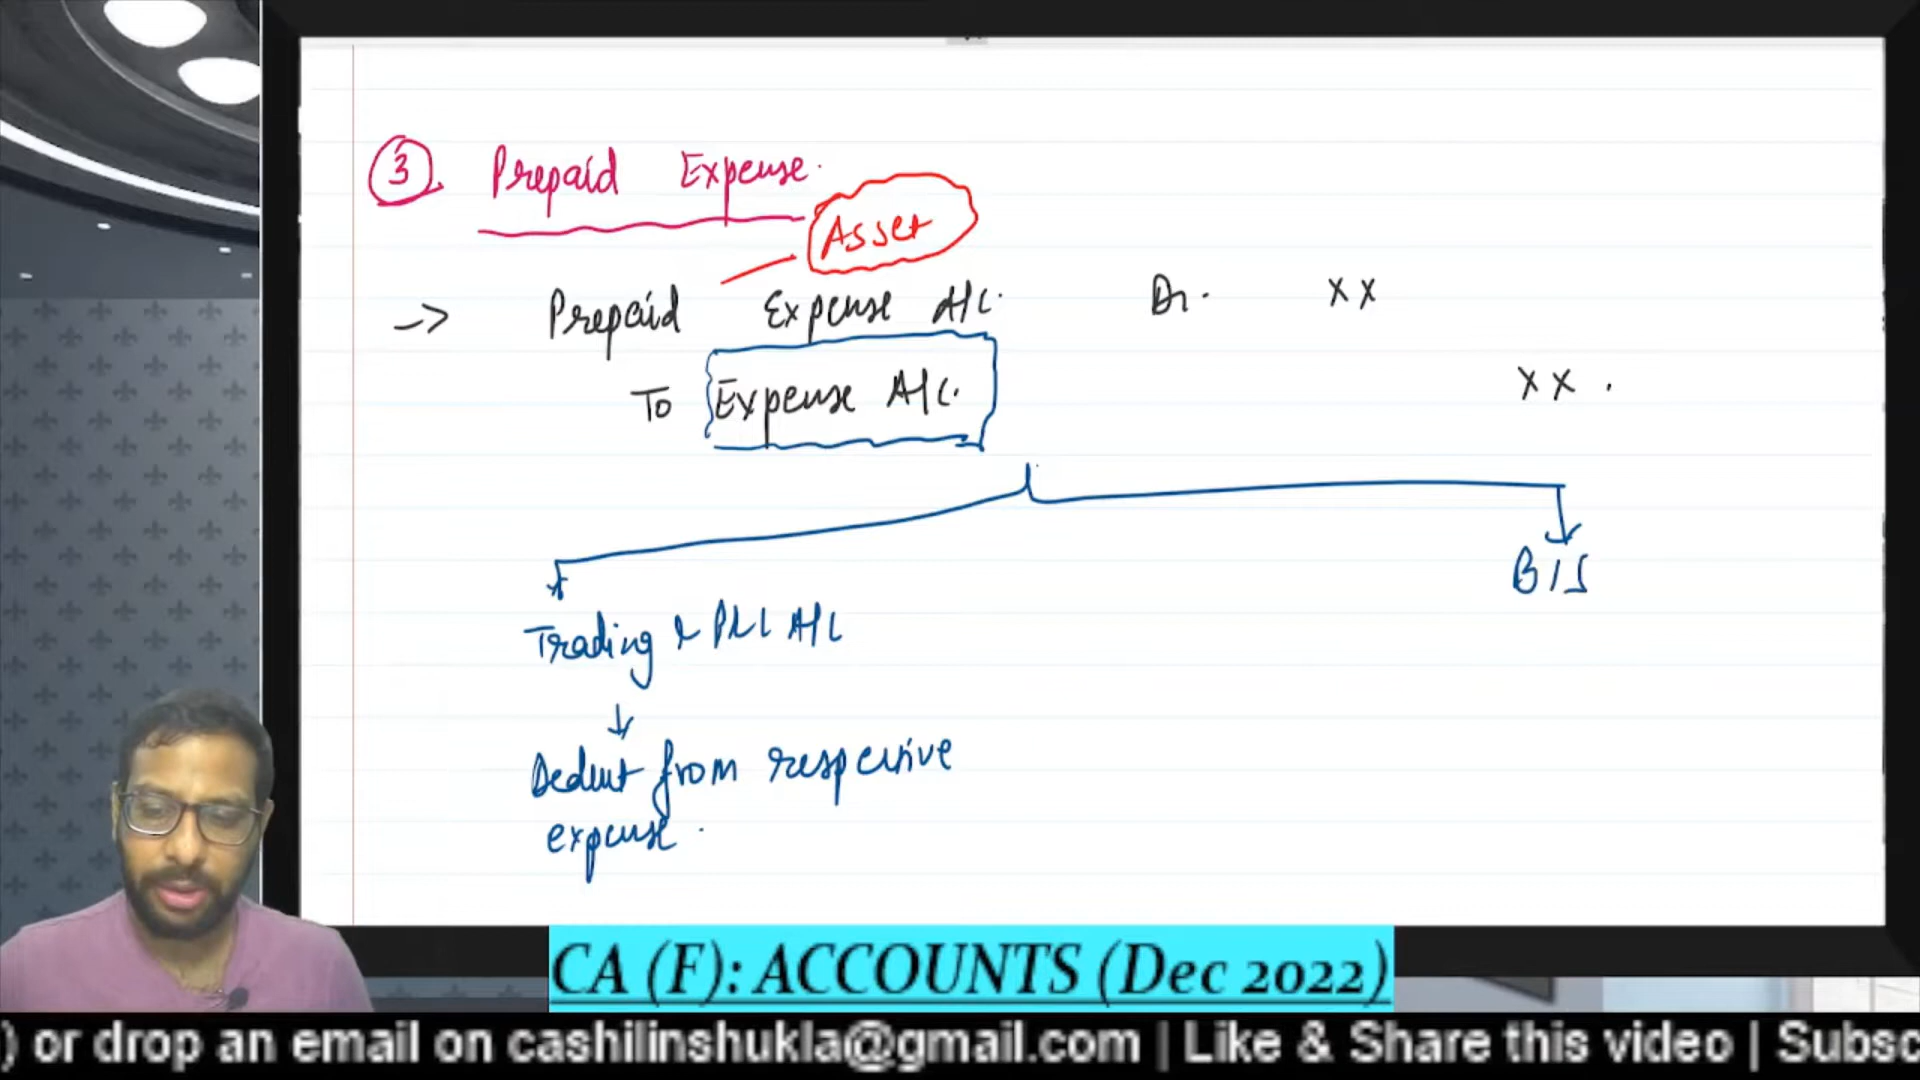 3. Prepaid Expense.
Asset
-> Prepaid Expense A/c. Dr. xx
To Expense A/c. xx.
B/S
Trading & P&L A/c
Deduct from respective
expense.
CA (F): ACCOUNTS (Dec 2022)
) or drop an email on cashilinshukla@gmail.com | Like & Share this video | Subsc